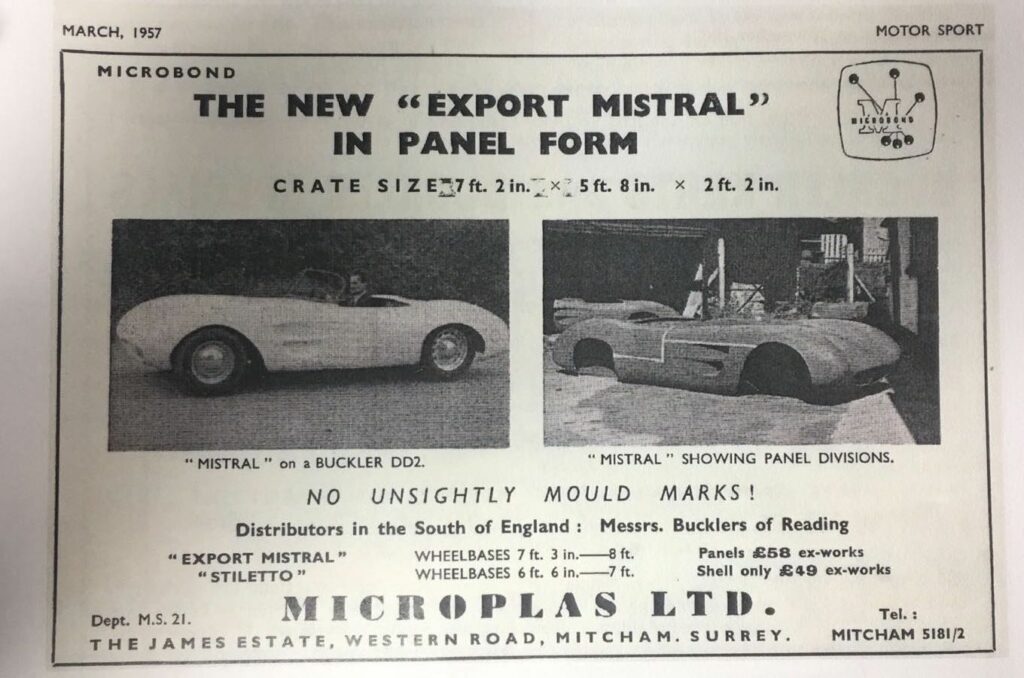 MARCH, 1957
MOTOR SPORT
MICROBOND
THE NEW “EXPORT MISTRAL”
IN PANEL FORM
MICROBOND
CRATE SIZE 7 ft. 2 in. × 5 ft. 8 in. × 2 ft. 2 in.
“MISTRAL” on a BUCKLER DD2.
“MISTRAL” SHOWING PANEL DIVISIONS.
NO UNSIGHTLY MOULD MARKS!
Distributors in the South of England : Messrs. Bucklers of Reading
“EXPORT MISTRAL” WHEELBASES 7 ft. 3 in.—8 ft. Panels £58 ex-works
“STILETTO” WHEELBASES 6 ft. 6 in.—7 ft. Shell only £49 ex-works
MICROPLAS LTD.
Dept. M.S. 21.
Tel. :
THE JAMES ESTATE, WESTERN ROAD, MITCHAM. SURREY.
MITCHAM 5181/2